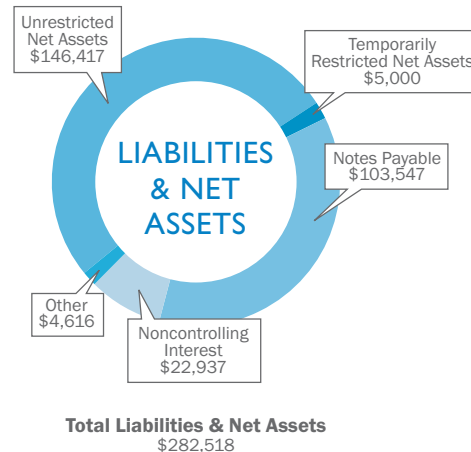 Unrestricted
Net Assets
$146,417
Temporarily
Restricted Net Assets
$5,000
LIABILITIES
& NET
ASSETS
Notes Payable
$103,547
Other
$4,616
Noncontrolling
Interest
$22,937
Total Liabilities & Net Assets
$282,518